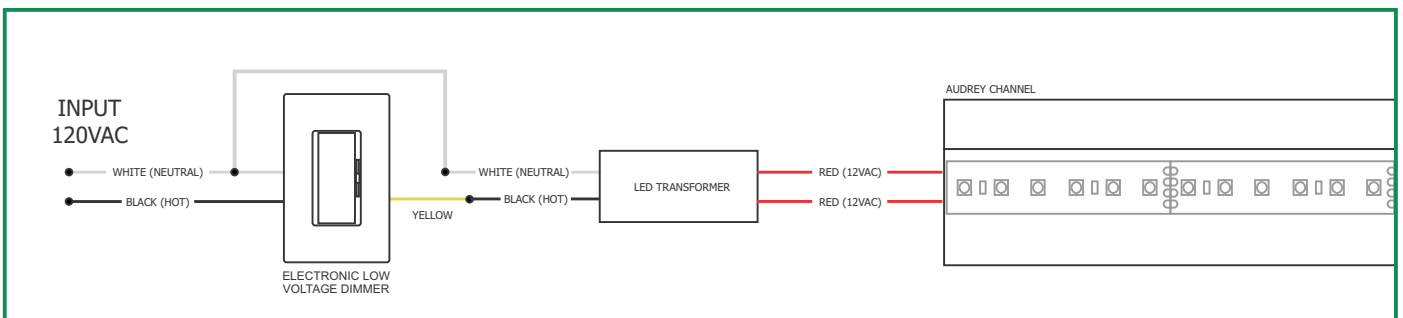 AUDREY CHANNEL
INPUT
120VAC
WHITE (NEUTRAL)
WHITE (NEUTRAL)
RED (12VAC)
LED TRANSFORMER
BLACK (HOT)
BLACK (HOT)
RED (12VAC)
YELLOW
ELECTRONIC LOW
VOLTAGE DIMMER